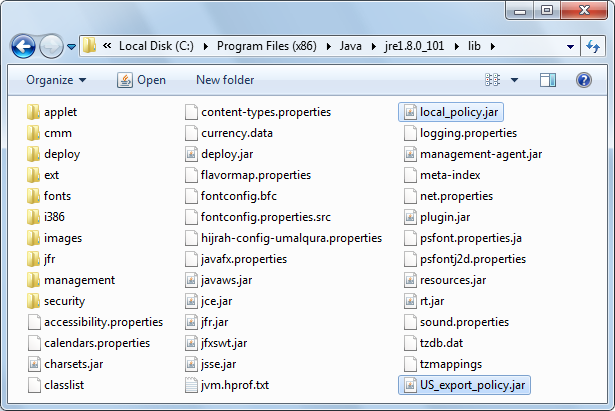 Local Disk (C:) Program Files (x86) Java jre1.8.0_101 lib
Organize Open New folder
applet
cmm
deploy
ext
fonts
i386
images
jfr
management
security
accessibility.properties
calendars.properties
charsets.jar
classlist
content-types.properties
currency.data
deploy.jar
flavormap.properties
fontconfig.bfc
fontconfig.properties.src
hijrah-config-umalqura.properties
javafx.properties
javaws.jar
jce.jar
jfr.jar
jfxswt.jar
jsse.jar
jvm.hprof.txt
local_policy.jar
logging.properties
management-agent.jar
meta-index
net.properties
plugin.jar
psfont.properties.ja
psfontj2d.properties
resources.jar
rt.jar
sound.properties
tzdb.dat
tzmappings
US_export_policy.jar